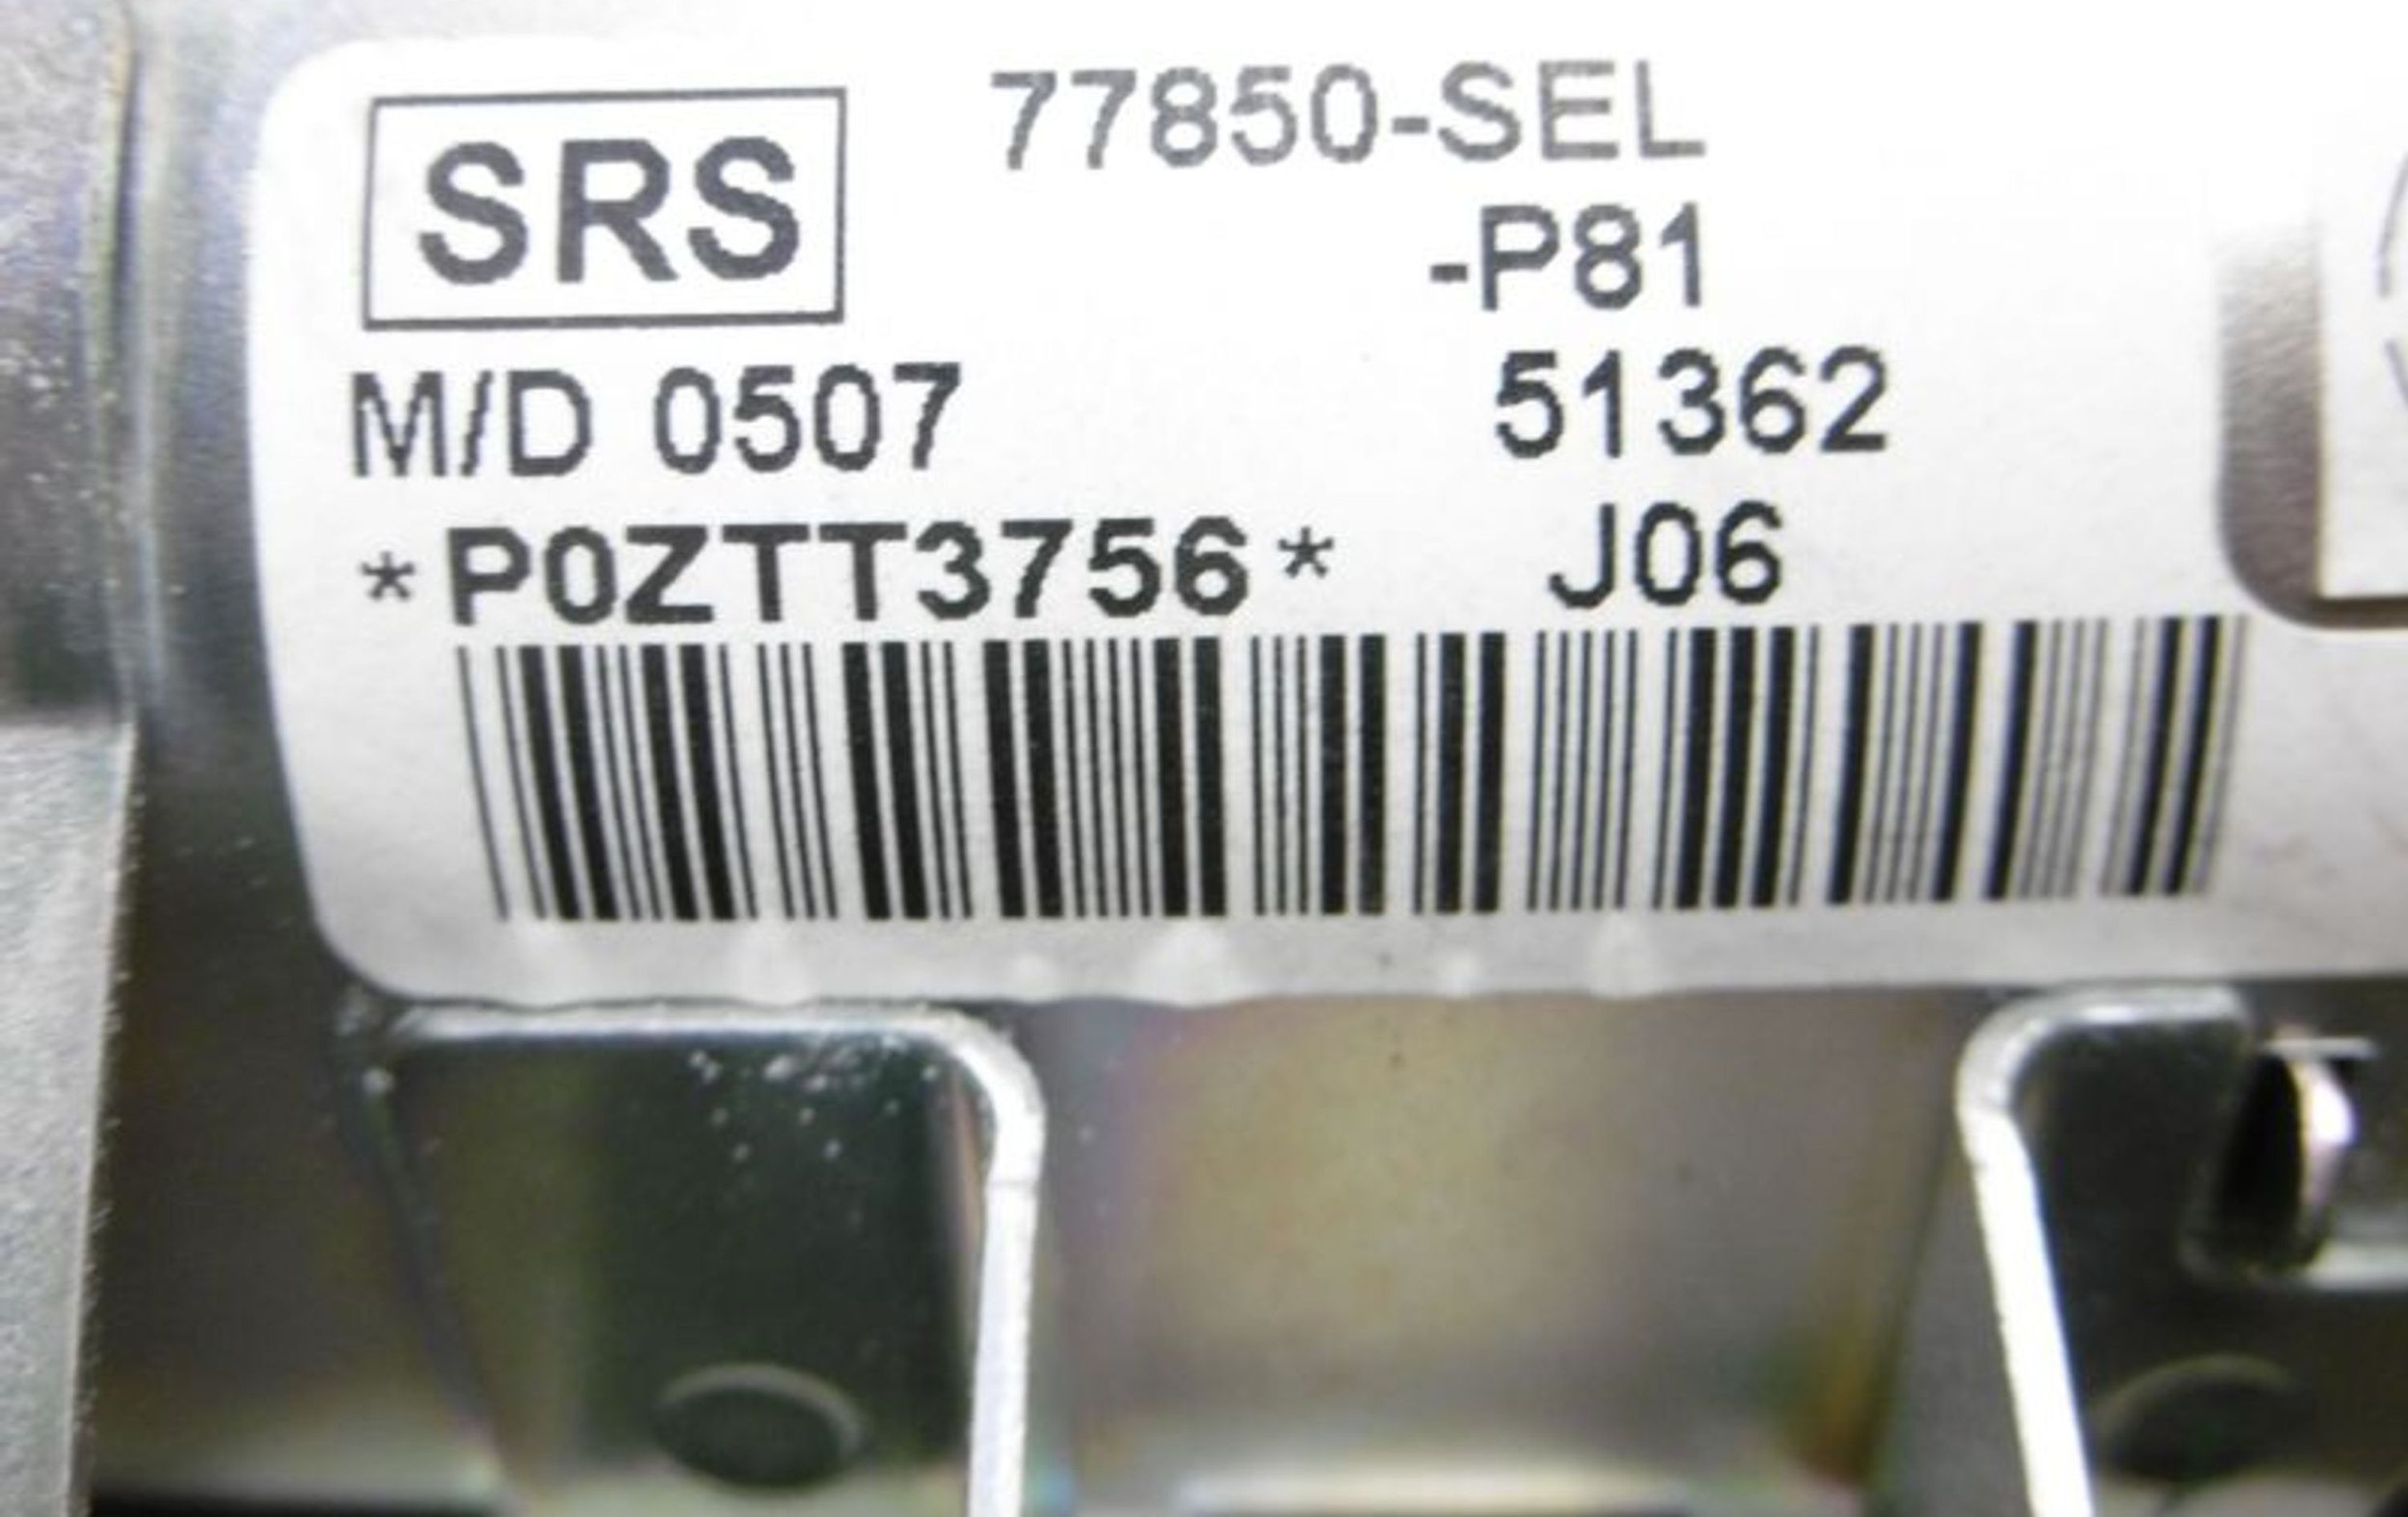 SRS 77850-SEL
-P81
M/D 0507 51362
*P0ZTT3756* J06